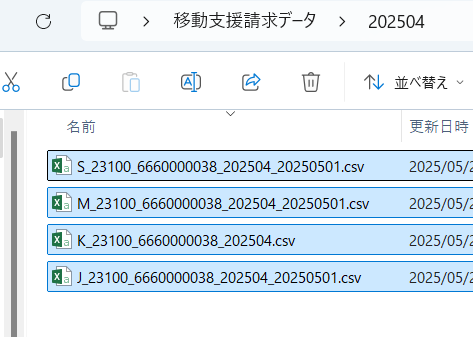 移動支援請求データ 202504
並べ替え
名前 更新日時
S_23100_6660000038_202504_20250501.csv 2025/05/2
M_23100_6660000038_202504_20250501.csv 2025/05/2
K_23100_6660000038_202504.csv 2025/05/2
J_23100_6660000038_202504_20250501.csv 2025/05/2